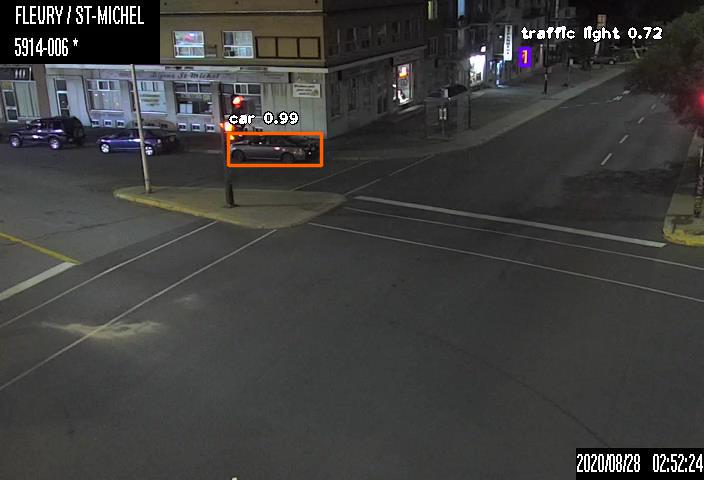 FLEURY / ST-MICHEL
5914-006 *
traffic light 0.72
car 0.99
2020/08/28 02:52:24